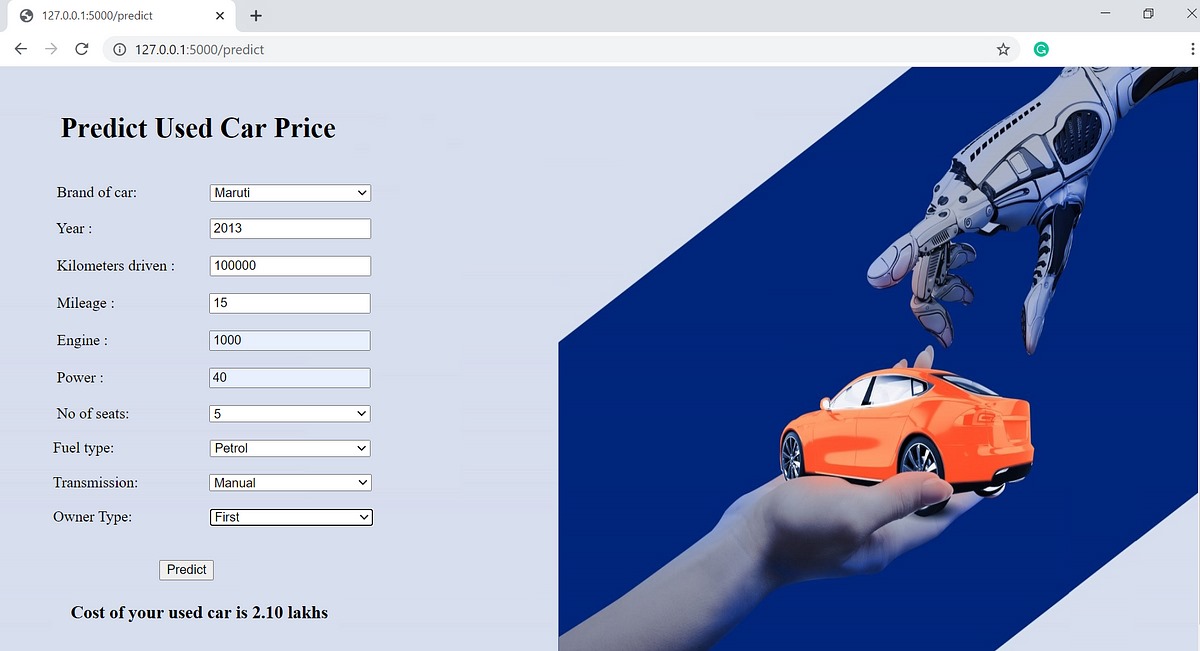 127.0.0.1:5000/predict
127.0.0.1:5000/predict
Predict Used Car Price
Brand of car: Maruti
Year : 2013
Kilometers driven : 100000
Mileage : 15
Engine : 1000
Power : 40
No of seats: 5
Fuel type: Petrol
Transmission: Manual
Owner Type: First
Predict
Cost of your used car is 2.10 lakhs